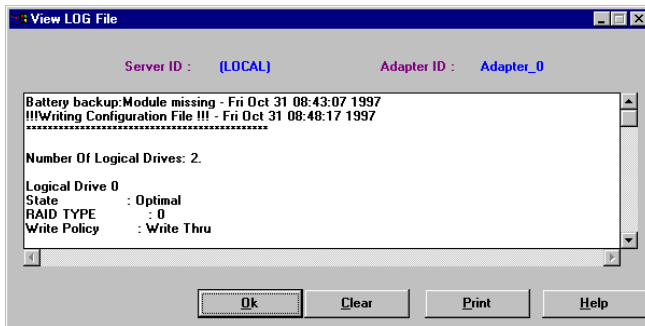 View LOG File
Server ID : (LOCAL) Adapter ID : Adapter_0
Battery backup:Module missing - Fri Oct 31 08:43:07 1997
!!!Writing Configuration File !!! - Fri Oct 31 08:48:17 1997
*********************************************
Number Of Logical Drives: 2.
Logical Drive 0
State : Optimal
RAID TYPE : 0
Write Policy : Write Thru
Ok Clear Print Help